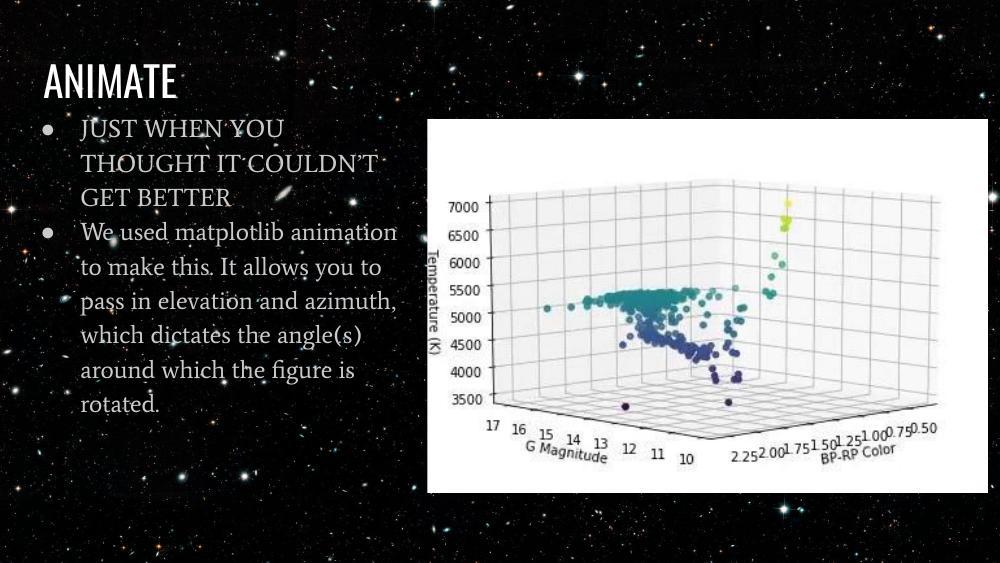 ANIMATE
● JUST WHEN YOU
THOUGHT IT COULDN'T
GET BETTER
● We used matplotlib animation
to make this. It allows you to
pass in elevation and azimuth,
which dictates the angle(s)
around which the figure is
rotated.
7000
6500
6000
5500
5000
4500
4000
3500
Temperature (K)
17 16 15 14 13 12 11 10
G Magnitude
2.25 2.00 1.75 1.50 1.25 1.00 0.75 0.50
BP-RP Color